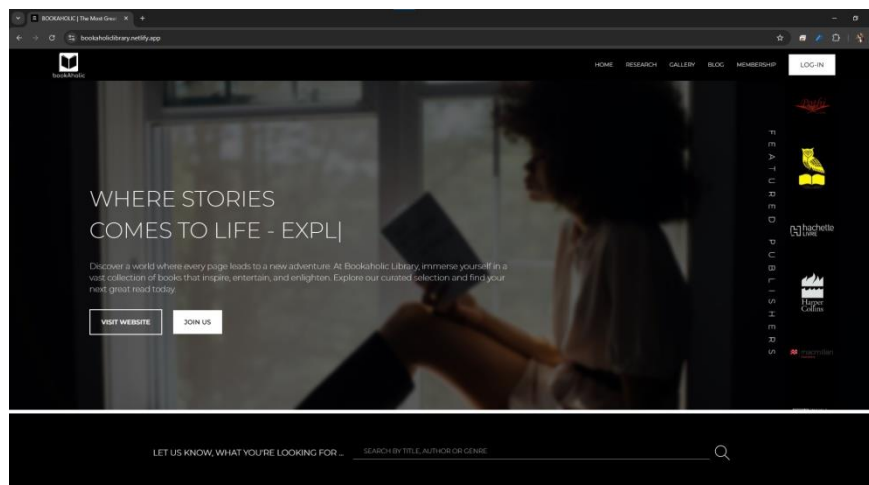 BOOKAHOLIC | The Most Grea
bookaholiclibrary.netlify.app
bookAholic
HOME RESEARCH GALLERY BLOG MEMBERSHIP LOG-IN
WHERE STORIES
COMES TO LIFE - EXPL|
Discover a world where every page leads to a new adventure. At Bookaholic Library, immerse yourself in a
vast collection of books that inspire, entertain, and enlighten. Explore our curated selection and find your
next great read today.
VISIT WEBSITE JOIN US
FEATURED PUBLISHERS
hachette
LIVRE
Harper
Collins
macmillan
LET US KNOW, WHAT YOU'RE LOOKING FOR ... SEARCH BY TITLE, AUTHOR OR GENRE